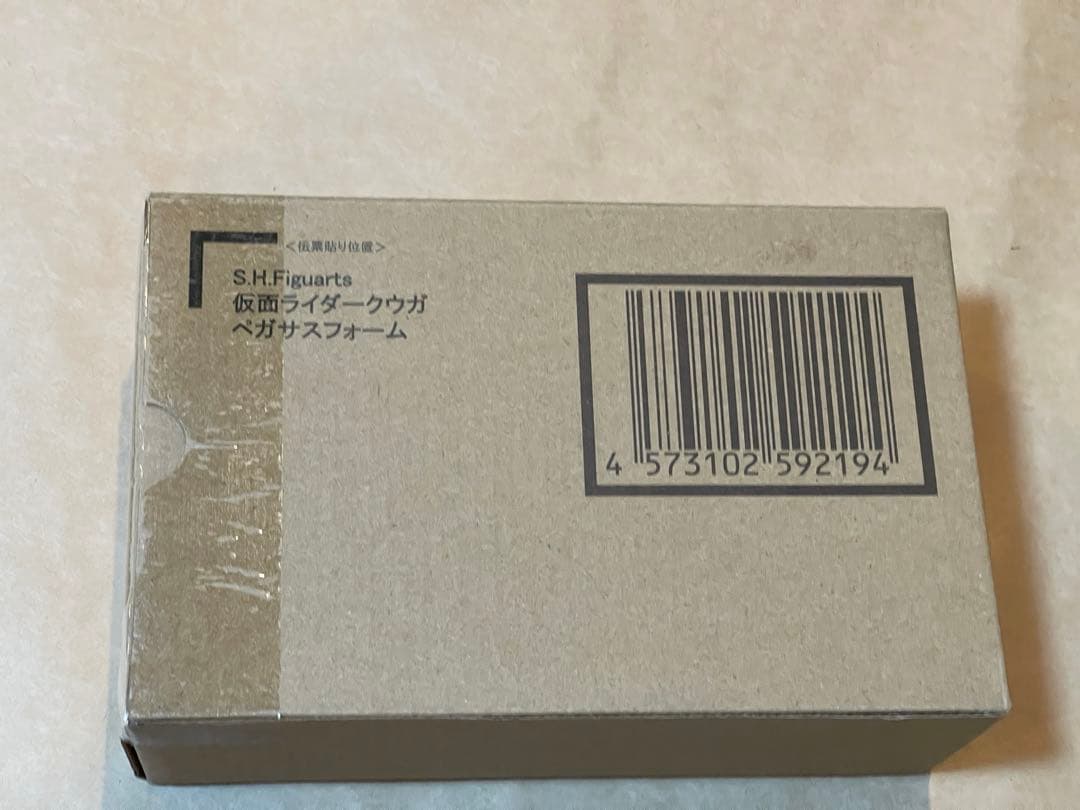 <伝票貼り位置>
S.H.Figuarts
仮面ライダークウガ
ペガサスフォーム
4 573102 592194